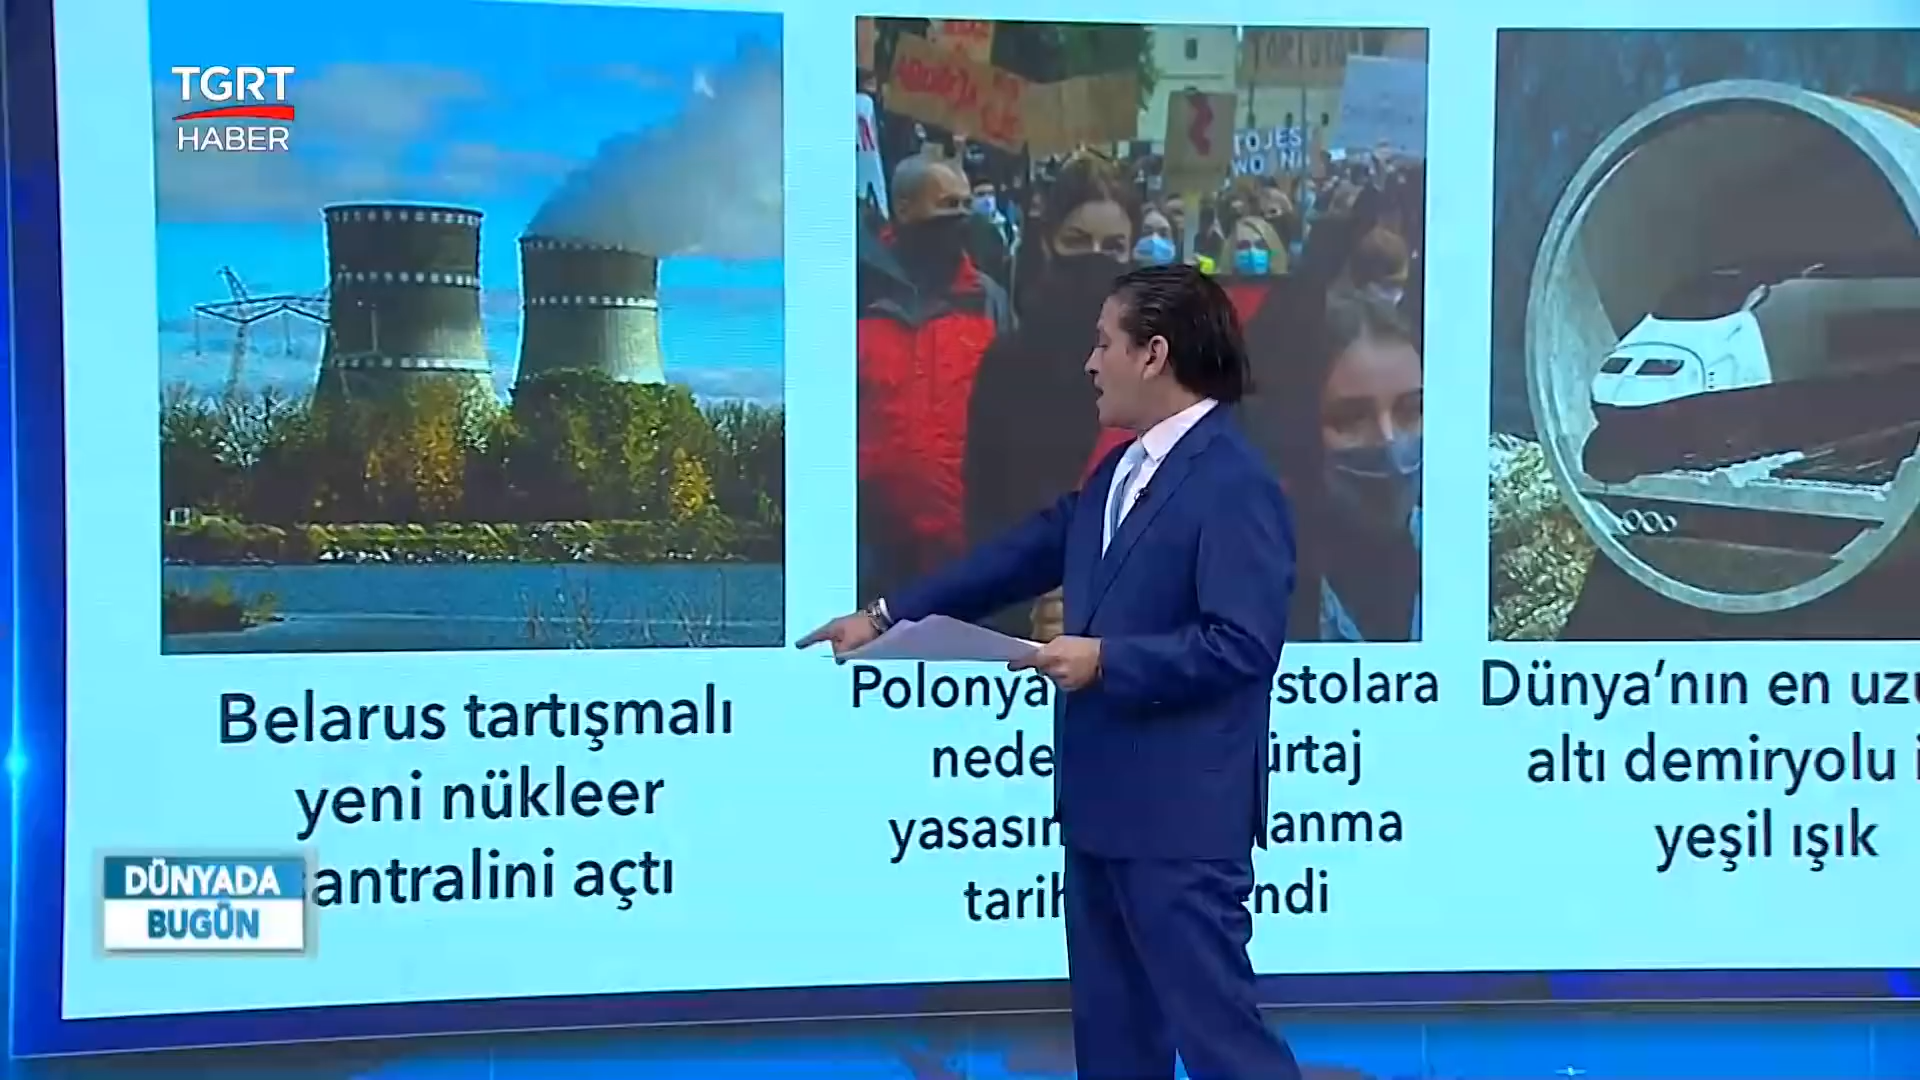 TGRT
HABER
TOJEST
Belarus tartışmalı
yeni nükleer
antralini açtı
Polonya stolara
nede ürtaj
yasasın lanma
tarih ndi
Dünya'nın en uzu
altı demiryolu i
yeşil ışık
DÜNYADA
BUGÜN